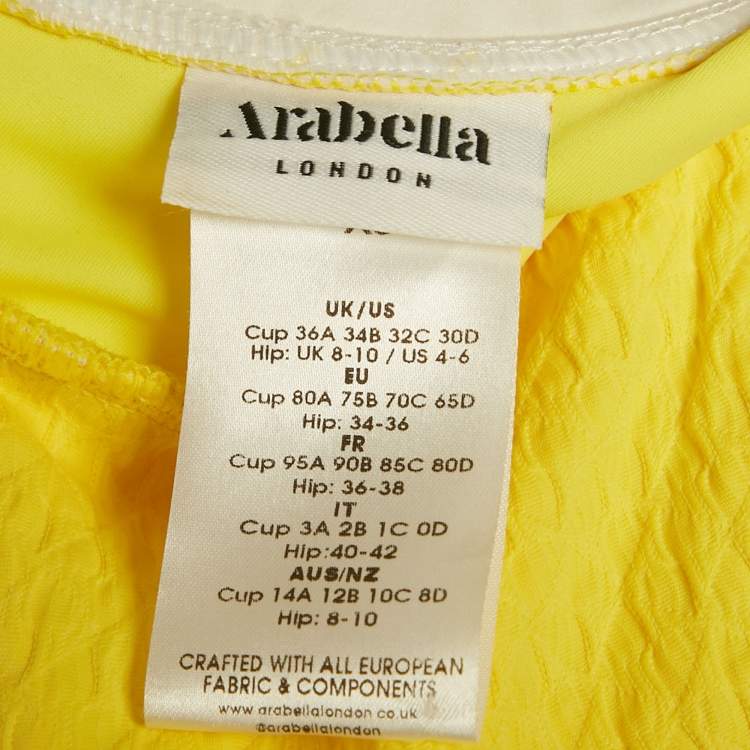 Arabella
LONDON
UK/US
Cup 36A 34B 32C 30D
Hip: UK 8-10 / US 4-6
EU
Cup 80A 75B 70C 65D
Hip: 34-36
FR
Cup 95A 90B 85C 80D
Hip: 36-38
IT
Cup 3A 2B 1C 0D
Hip:40-42
AUS/NZ
Cup 14A 12B 10C 8D
Hip: 8-10
CRAFTED WITH ALL EUROPEAN
FABRIC & COMPONENTS
www.arabellalondon.co.uk
@arabellalondon